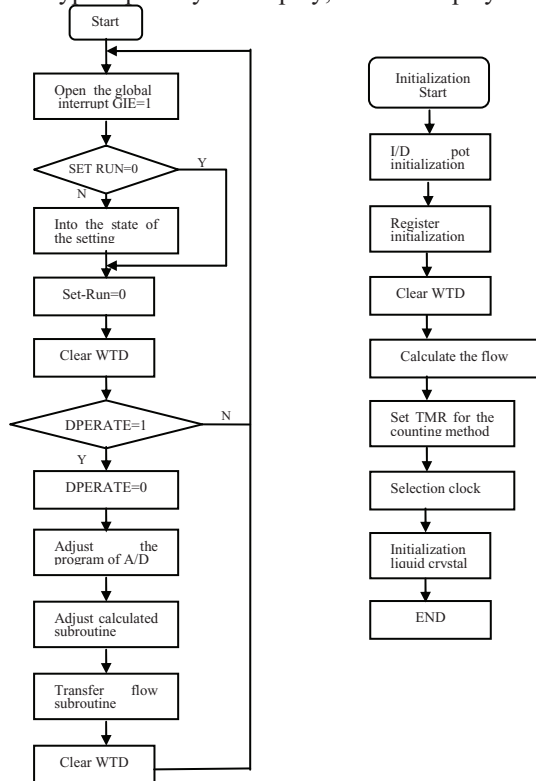 Start
Open the global
interrupt GIE=1
SET RUN=0
Y
N
Into the state of
the setting
Set-Run=0
Clear WTD
DPERATE=1
N
Y
DPERATE=0
Adjust the
program of A/D
Adjust calculated
subroutine
Transfer flow
subroutine
Clear WTD
Initialization
Start
I/D pot
initialization
Register
initialization
Clear WTD
Calculate the flow
Set TMR for the
counting method
Selection clock
Initialization
liquid crystal
END